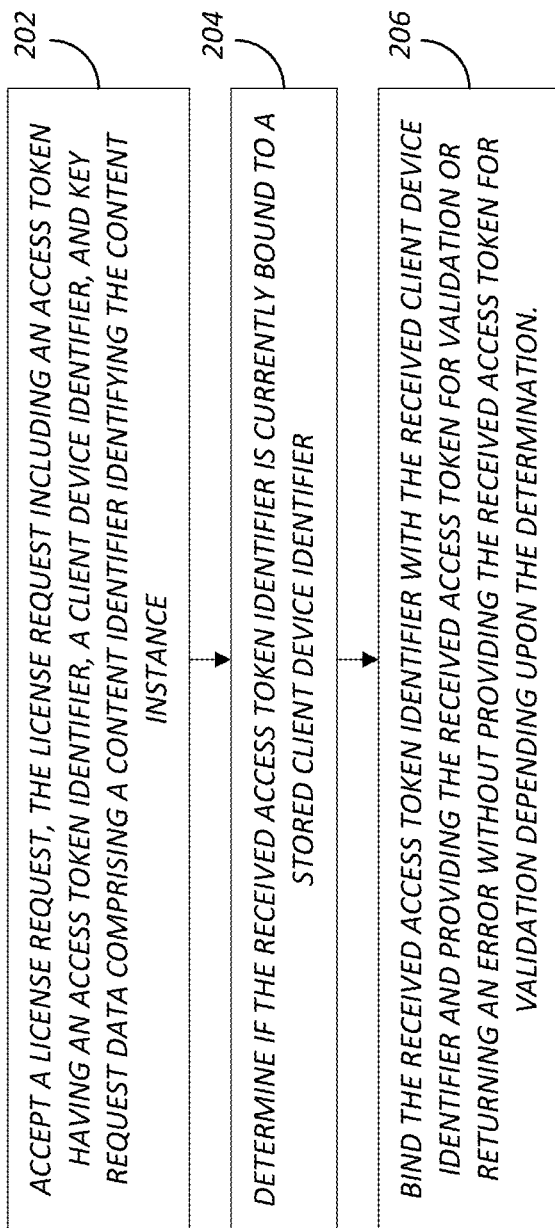 202
ACCEPT A LICENSE REQUEST, THE LICENSE REQUEST INCLUDING AN ACCESS TOKEN
HAVING AN ACCESS TOKEN IDENTIFIER, A CLIENT DEVICE IDENTIFIER, AND KEY
REQUEST DATA COMPRISING A CONTENT IDENTIFIER IDENTIFYING THE CONTENT
INSTANCE
204
DETERMINE IF THE RECEIVED ACCESS TOKEN IDENTIFIER IS CURRENTLY BOUND TO A
STORED CLIENT DEVICE IDENTIFIER
206
BIND THE RECEIVED ACCESS TOKEN IDENTIFIER WITH THE RECEIVED CLIENT DEVICE
IDENTIFIER AND PROVIDING THE RECEIVED ACCESS TOKEN FOR VALIDATION OR
RETURNING AN ERROR WITHOUT PROVIDING THE RECEIVED ACCESS TOKEN FOR
VALIDATION DEPENDING UPON THE DETERMINATION.